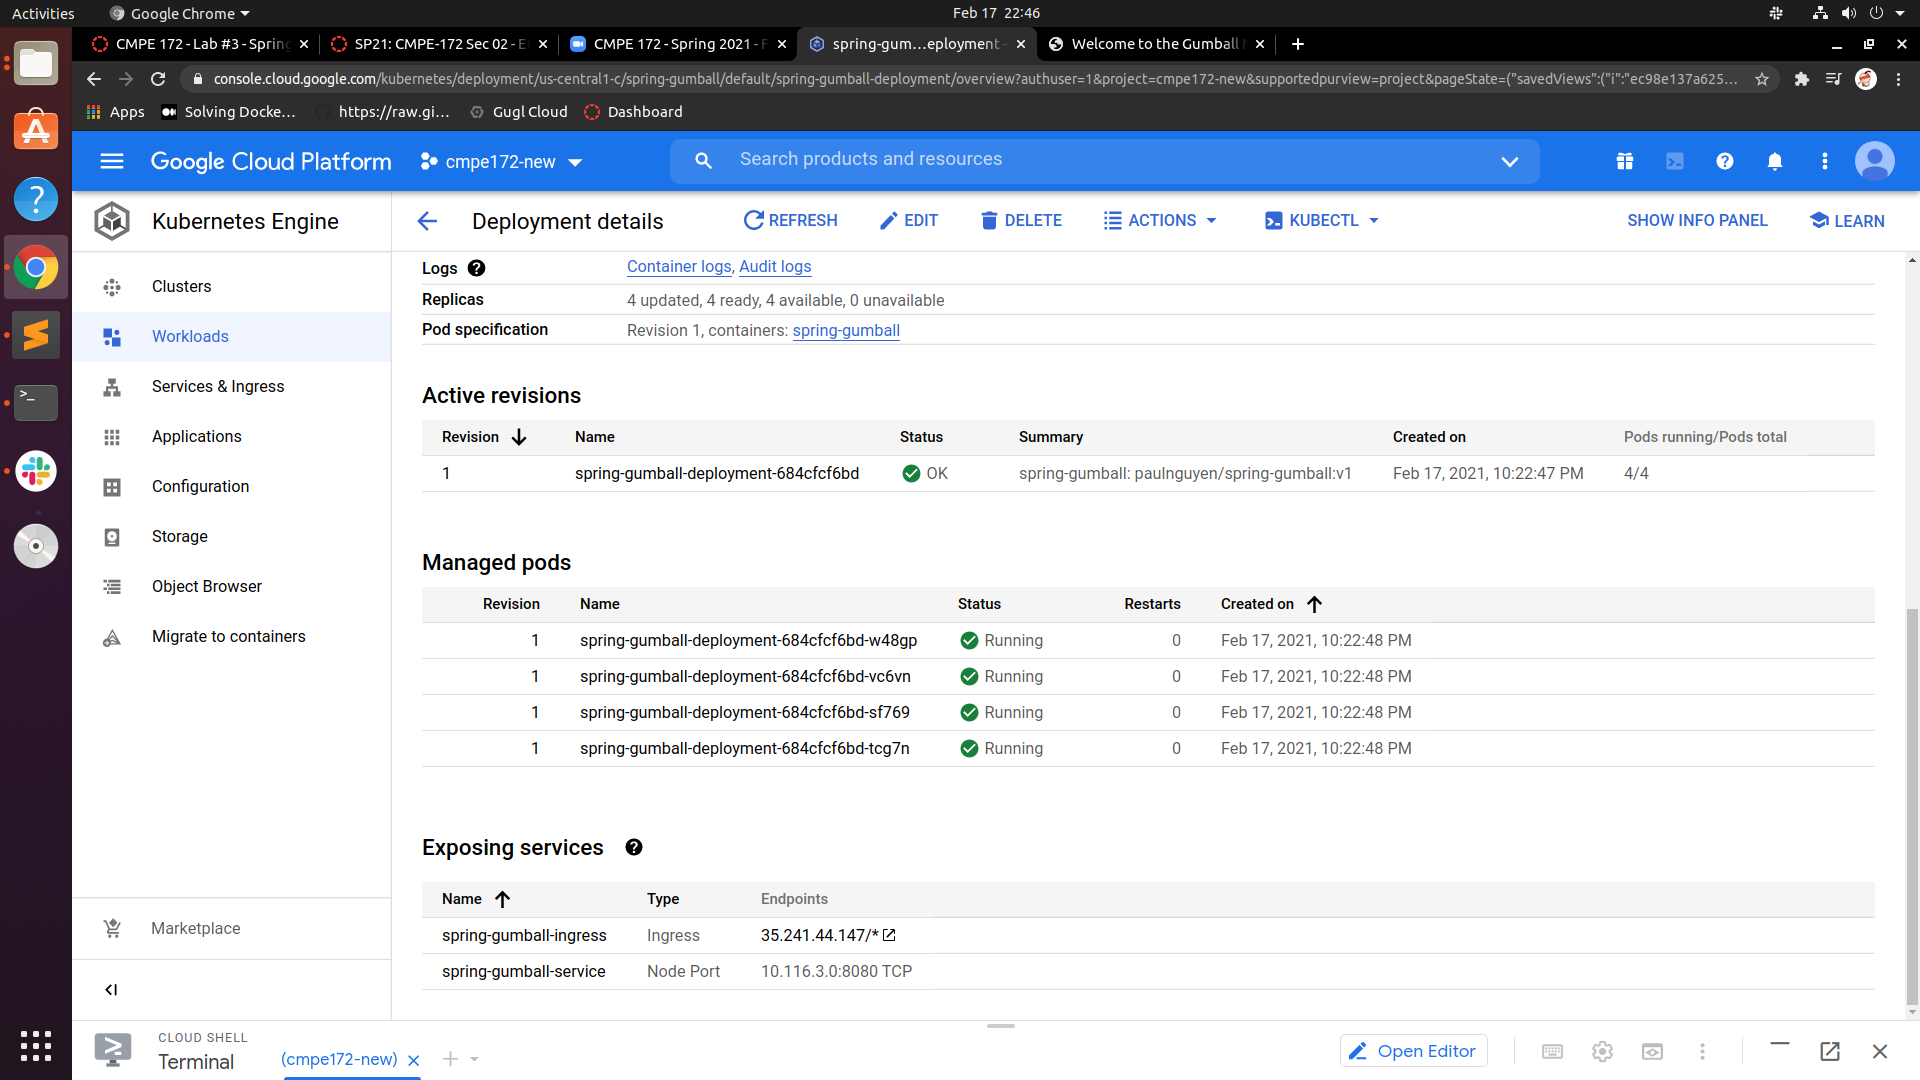 Activities
Google Chrome
Feb 17 22:46
CMPE 172 - Lab #3 - Spring
SP21: CMPE-172 Sec 02 - E
CMPE 172 - Spring 2021 - F
spring-gum...eployment
Welcome to the Gumball
console.cloud.google.com/kubernetes/deployment/us-central1-c/spring-gumball/default/spring-gumball-deployment/overview?authuser=1&project=cmpe172-new&supportedpurview=project&pageState=("savedViews":("i":"ec98e137a625...
Apps
Solving Docke...
https://raw.gi...
Gugl Cloud
Dashboard
Google Cloud Platform
cmpe172-new
Search products and resources
Kubernetes Engine
Deployment details
REFRESH
EDIT
DELETE
ACTIONS
KUBECTL
SHOW INFO PANEL
LEARN
Clusters
Workloads
Services & Ingress
Applications
Configuration
Storage
Object Browser
Migrate to containers
Marketplace
Logs Container logs, Audit logs
Replicas 4 updated, 4 ready, 4 available, 0 unavailable
Pod specification Revision 1, containers: spring-gumball
Active revisions
Revision Name Status Summary Created on Pods running/Pods total
1 spring-gumball-deployment-684cfcf6bd OK spring-gumball: paulnguyen/spring-gumball:v1 Feb 17, 2021, 10:22:47 PM 4/4
Managed pods
Revision Name Status Restarts Created on
1 spring-gumball-deployment-684cfcf6bd-w48gp Running 0 Feb 17, 2021, 10:22:48 PM
1 spring-gumball-deployment-684cfcf6bd-vc6vn Running 0 Feb 17, 2021, 10:22:48 PM
1 spring-gumball-deployment-684cfcf6bd-sf769 Running 0 Feb 17, 2021, 10:22:48 PM
1 spring-gumball-deployment-684cfcf6bd-tcg7n Running 0 Feb 17, 2021, 10:22:48 PM
Exposing services
Name Type Endpoints
spring-gumball-ingress Ingress 35.241.44.147/*
spring-gumball-service Node Port 10.116.3.0:8080 TCP
CLOUD SHELL
Terminal
(cmpe172-new)
Open Editor